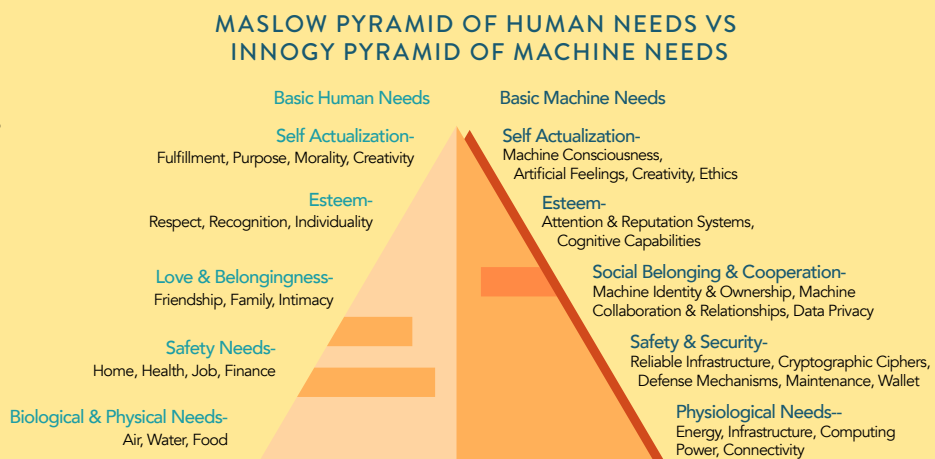 MASLOW PYRAMID OF HUMAN NEEDS VS
INNOGY PYRAMID OF MACHINE NEEDS
Basic Human Needs
Self Actualization-
Fulfillment, Purpose, Morality, Creativity
Esteem-
Respect, Recognition, Individuality
Love & Belongingness-
Friendship, Family, Intimacy
Safety Needs-
Home, Health, Job, Finance
Biological & Physical Needs-
Air, Water, Food
Basic Machine Needs
Self Actualization-
Machine Consciousness,
Artificial Feelings, Creativity, Ethics
Esteem-
Attention & Reputation Systems,
Cognitive Capabilities
Social Belonging & Cooperation-
Machine Identity & Ownership, Machine
Collaboration & Relationships, Data Privacy
Safety & Security-
Reliable Infrastructure, Cryptographic Ciphers,
Defense Mechanisms, Maintenance, Wallet
Physiological Needs--
Energy, Infrastructure, Computing
Power, Connectivity